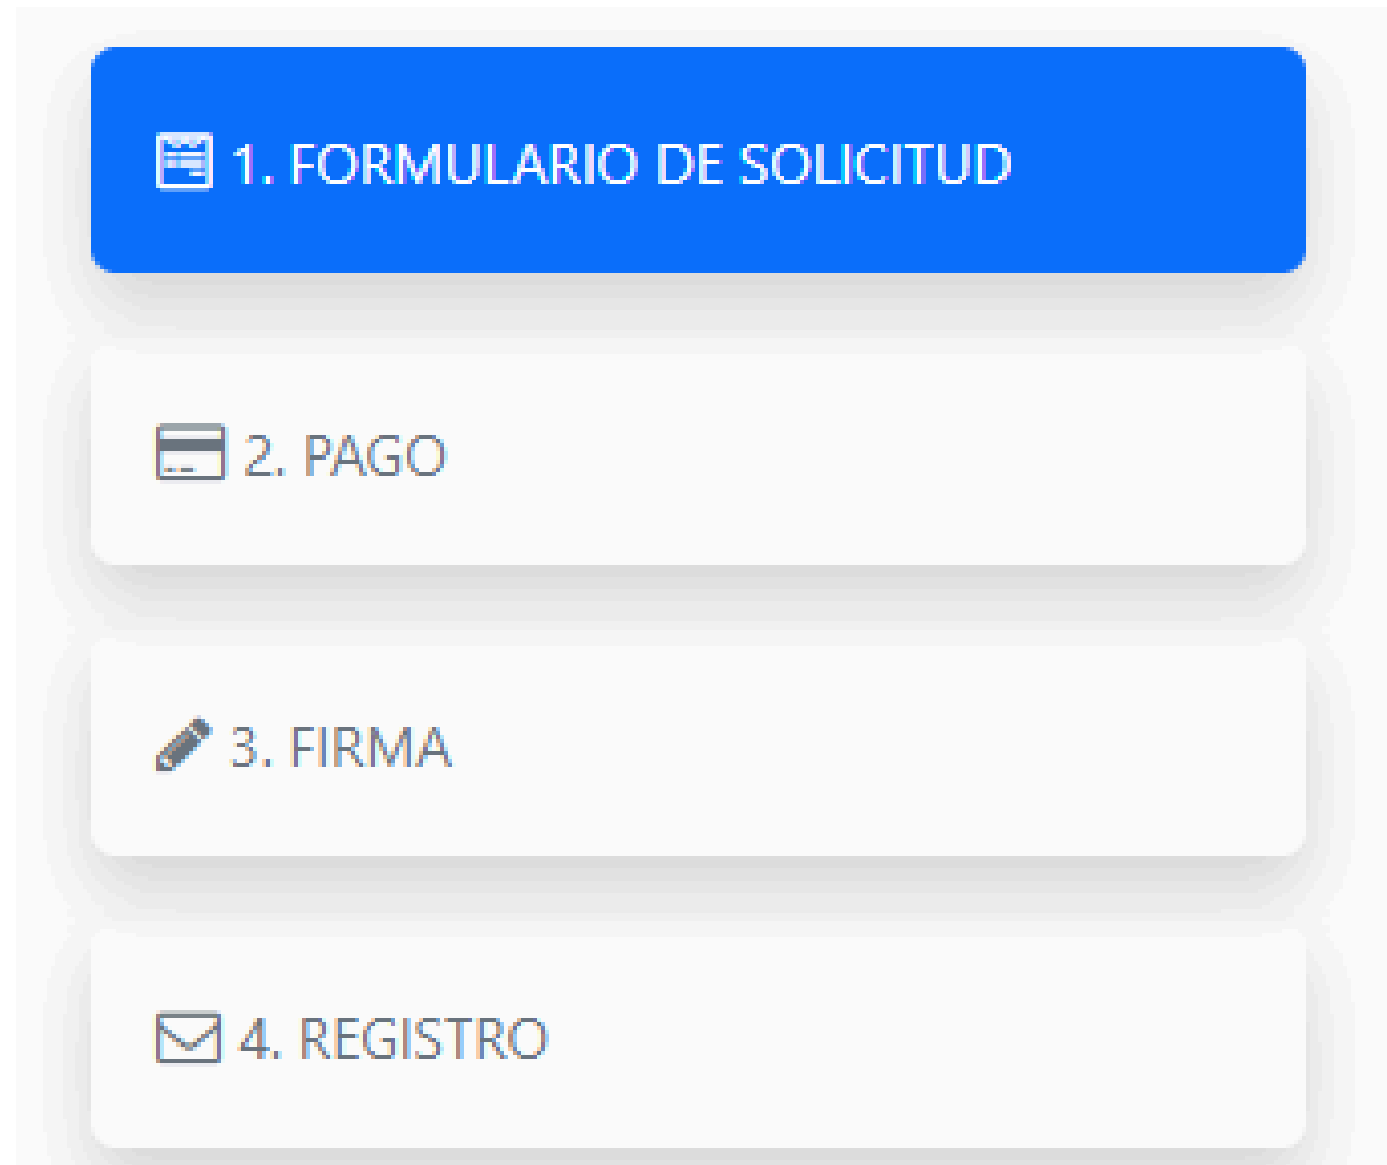 1. FORMULARIO DE SOLICITUD
2. PAGO
3. FIRMA
4. REGISTRO